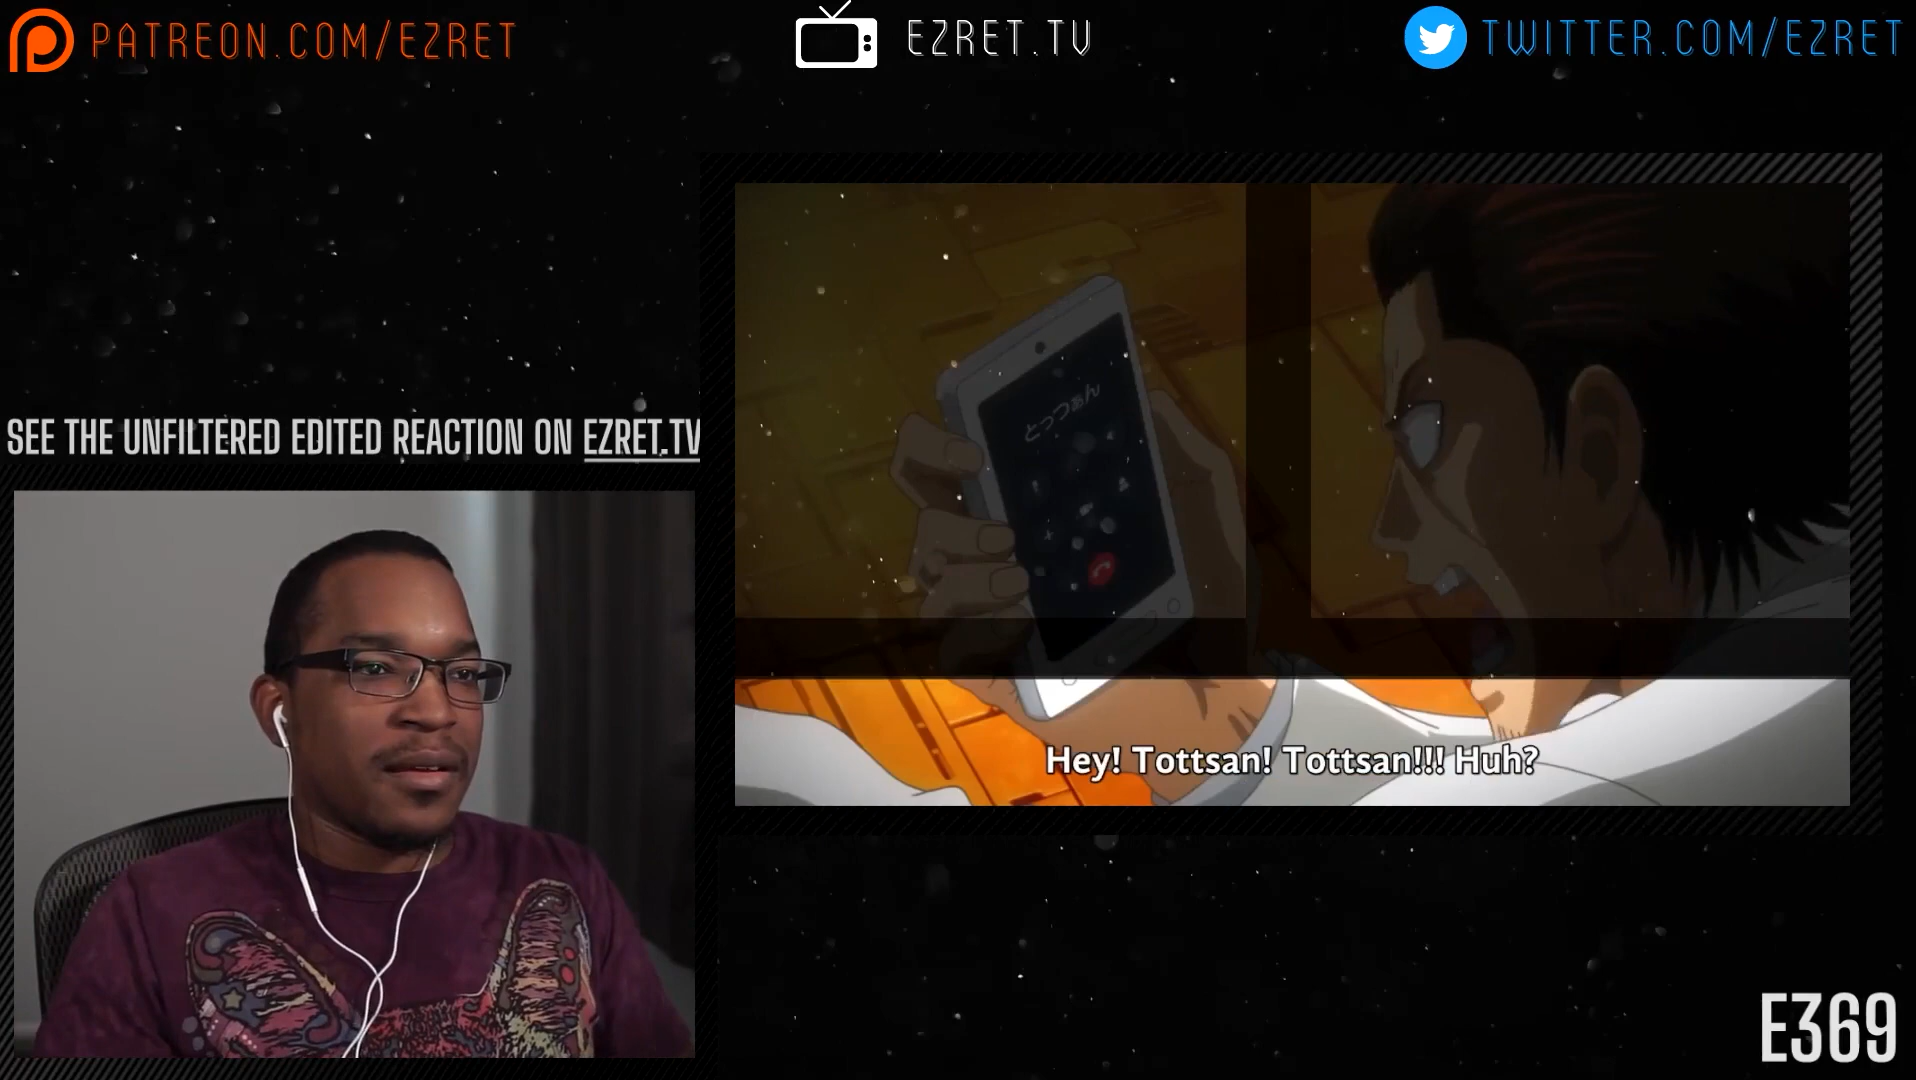 PATREON.COM/EZRET
EZRET.TV
TWITTER.COM/EZRET
とっつぁん
SEE THE UNFILTERED EDITED REACTION ON EZRET.TV
Hey! Tottsan! Tottsan!!! Huh?
E369